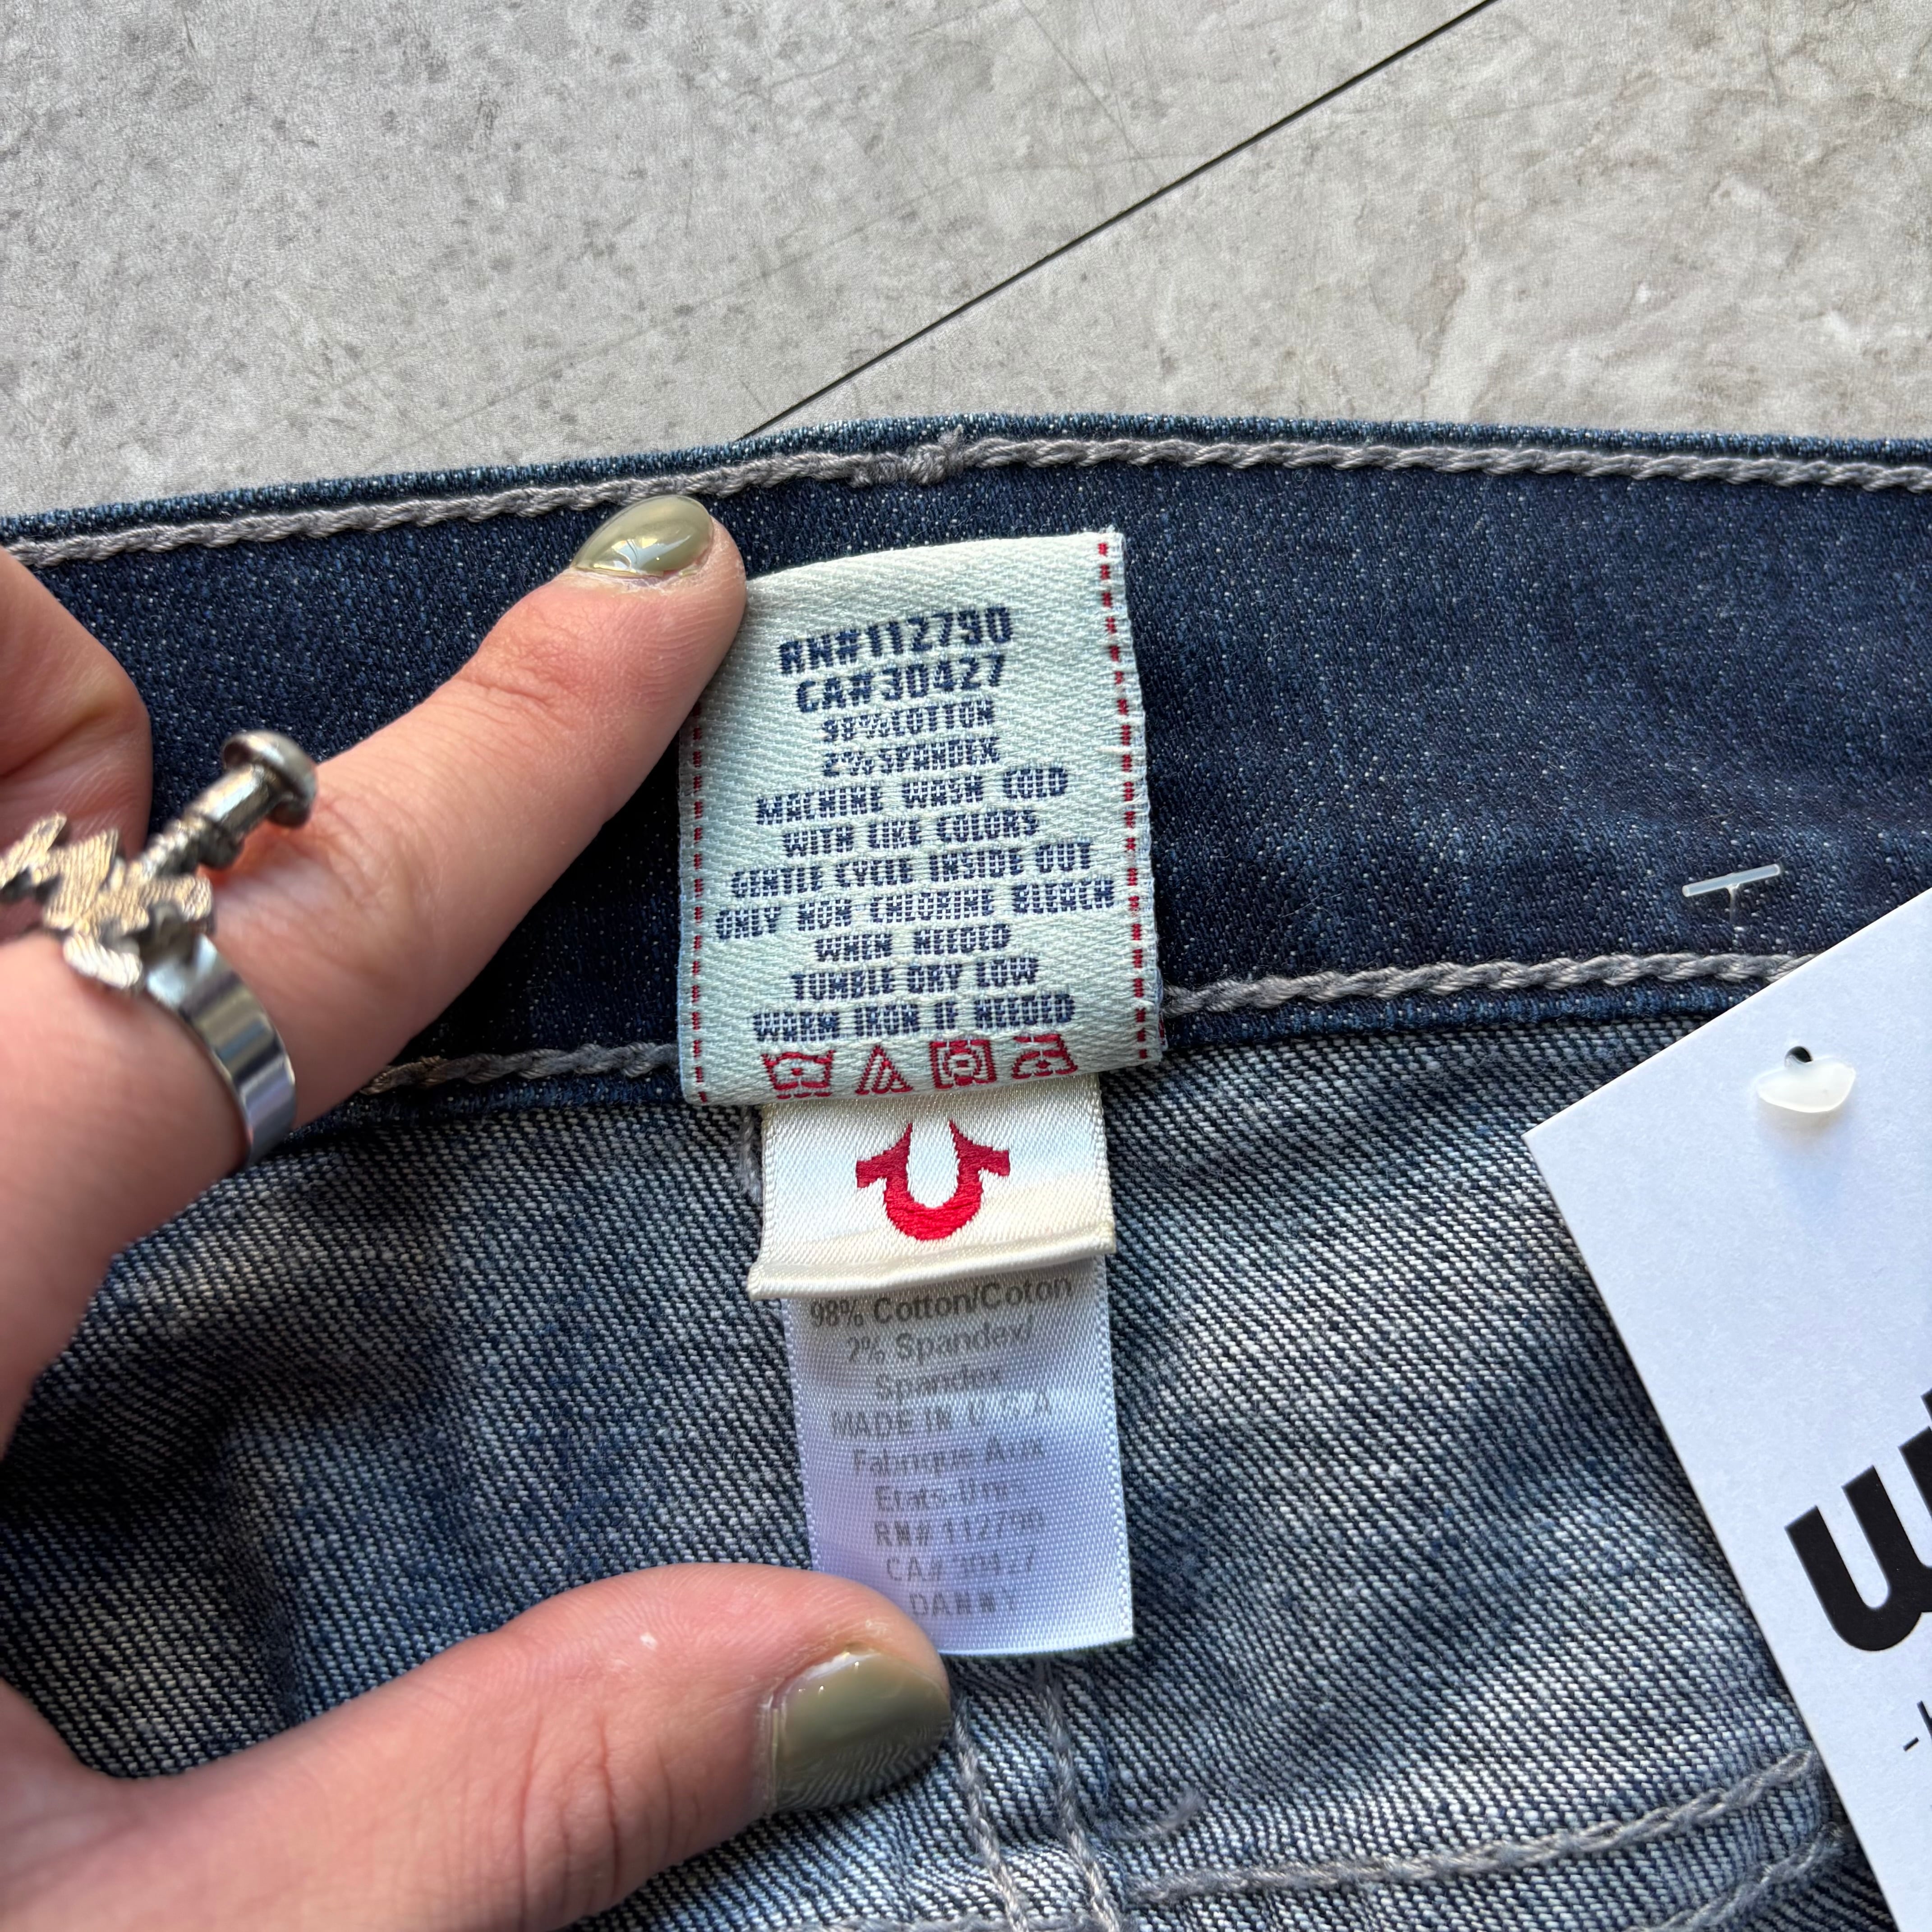 RN#112790
CA#30427
98%COTTON
2%SPANDEX
MACHINE WASH COLD
WITH LIKE COLORS
GENTLE CYCLE INSIDE OUT
ONLY NON CHLORINE BLEACH
WHEN NEEDED
TUMBLE DRY LOW
WARM IRON IF NEEDED
98% Cotton/Coton
2% Spandex/
Spandex
MADE IN U.S.A
Fabrique Aux
Etats-Unis
RN# 112790
CA# 30427
DANNY